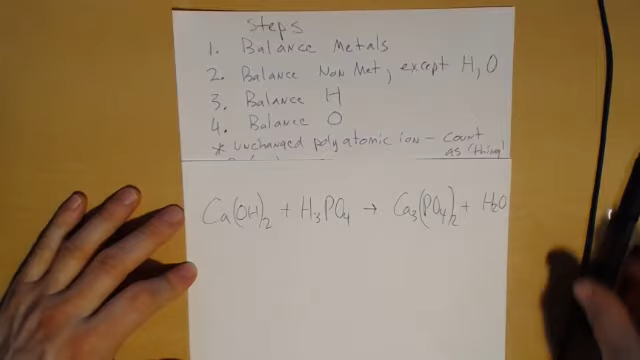 Steps
1. Balance Metals
2. Balance Non Met, except H, O
3. Balance H
4. Balance O
* unchanged polyatomic ion - count
as 'thing'
Ca(OH)₂ + H₃PO₄ → Ca₃(PO₄)₂ + H₂O